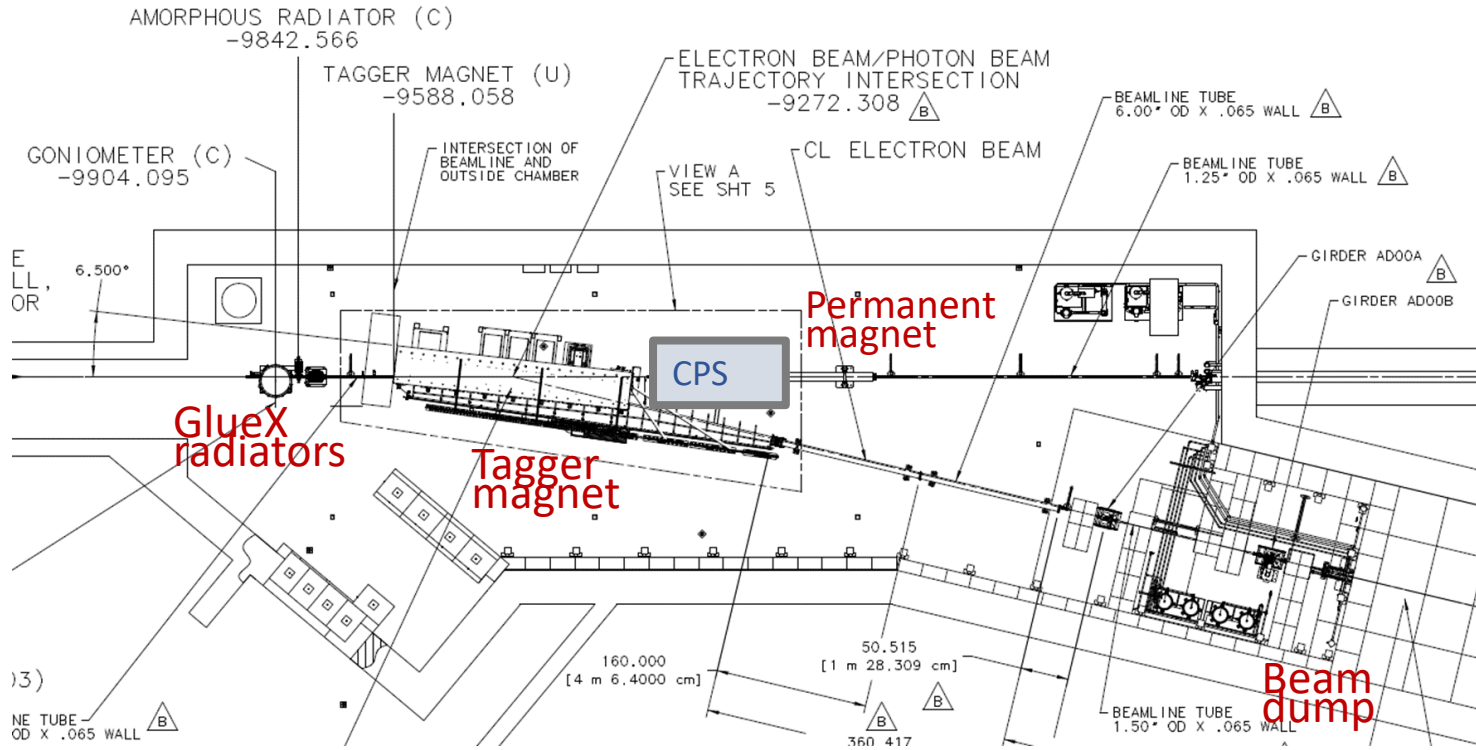 AMORPHOUS RADIATOR (C)
-9842.566
TAGGER MAGNET (U)
-9588.058
ELECTRON BEAM/PHOTON BEAM
TRAJECTORY INTERSECTION
-9272.308
B
BEAMLINE TUBE
6.00" OD X .065 WALL
B
GONIOMETER (C)
-9904.095
INTERSECTION OF
BEAMLINE AND
OUTSIDE CHAMBER
VIEW A
SEE SHT 5
CL ELECTRON BEAM
BEAMLINE TUBE
1.25" OD X .065 WALL
B
E
LL,
OR
6.500°
GIRDER AD00A
B
GIRDER AD00B
Permanent
magnet
CPS
GlueX
radiators
Tagger
magnet
160.000
[4 m 6.4000 cm]
50.515
[1 m 28.309 cm]
B
B
360.417
Beam
dump
03)
NE TUBE
OD X .065 WALL
B
BEAMLINE TUBE
1.50" OD X .065 WALL